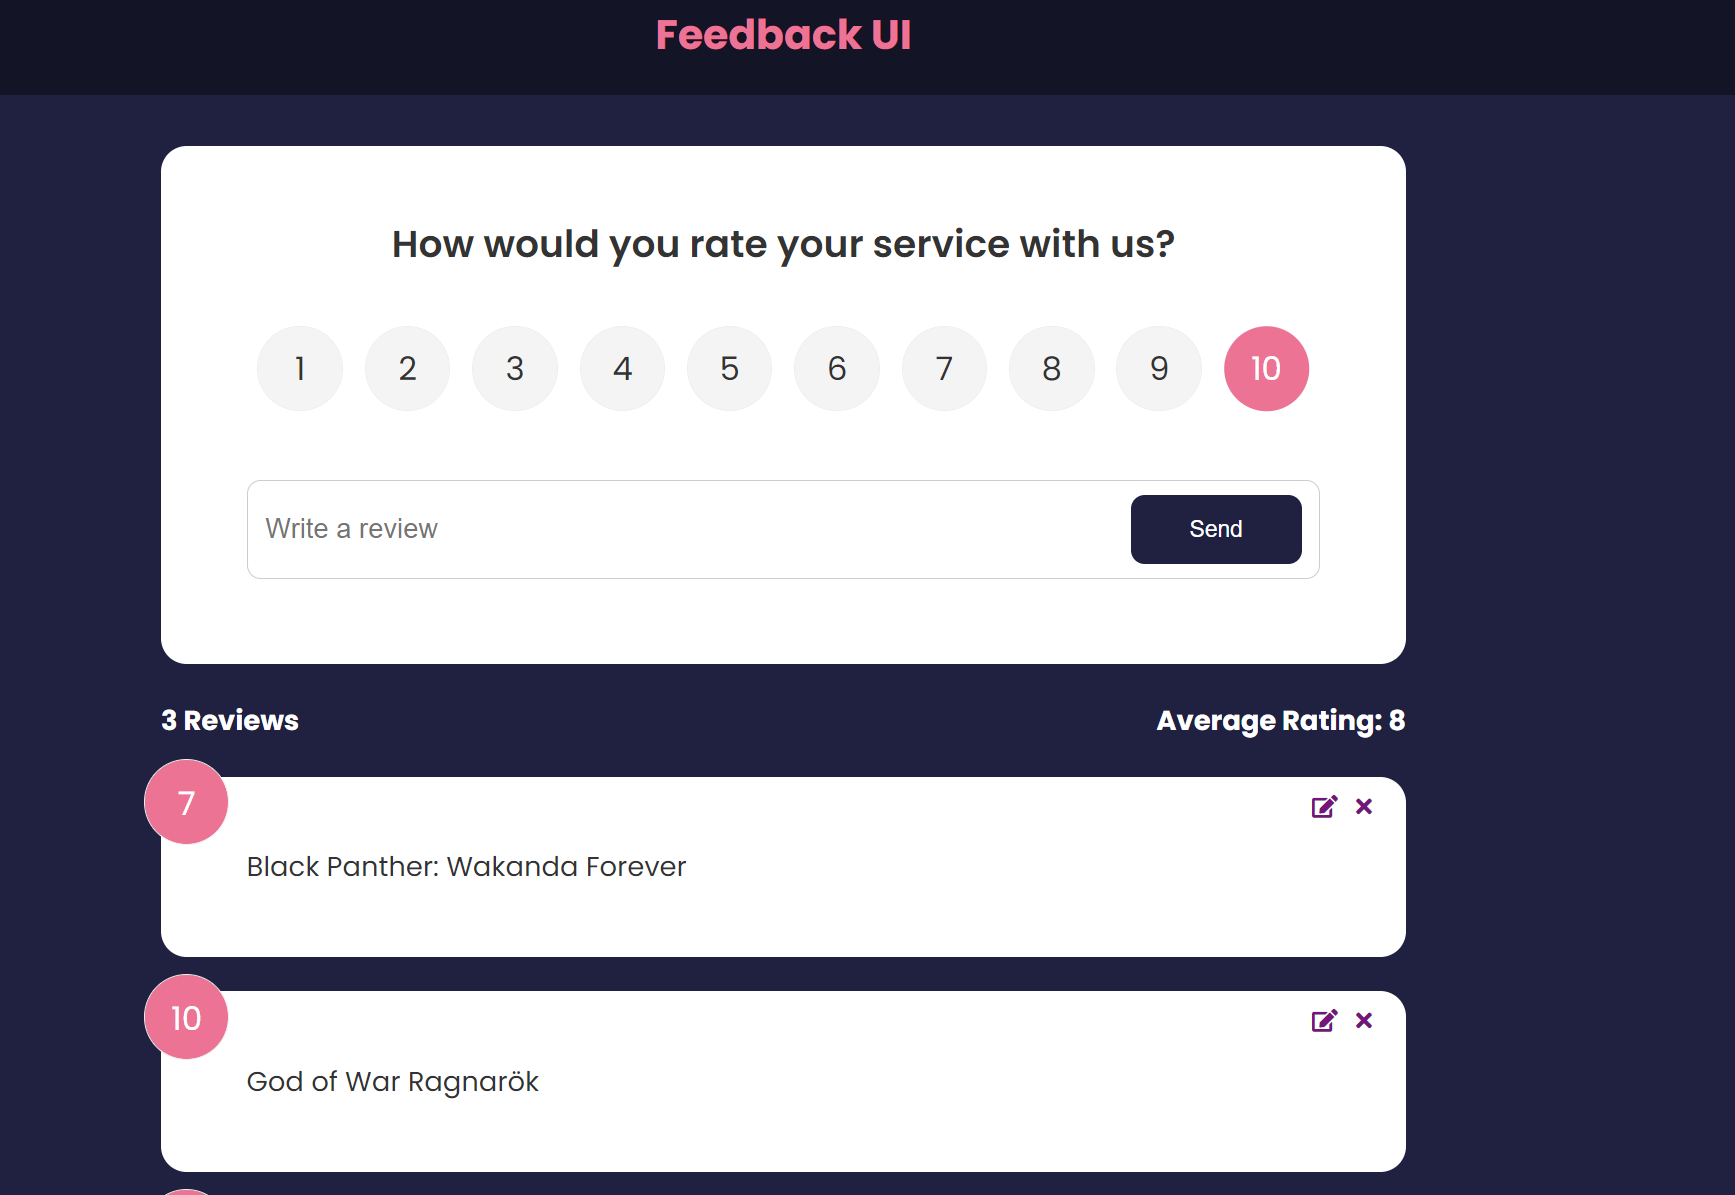 Feedback UI
How would you rate your service with us?
1 2 3 4 5 6 7 8 9 10
Write a review Send
3 Reviews Average Rating: 8
7
Black Panther: Wakanda Forever
10
God of War Ragnarök